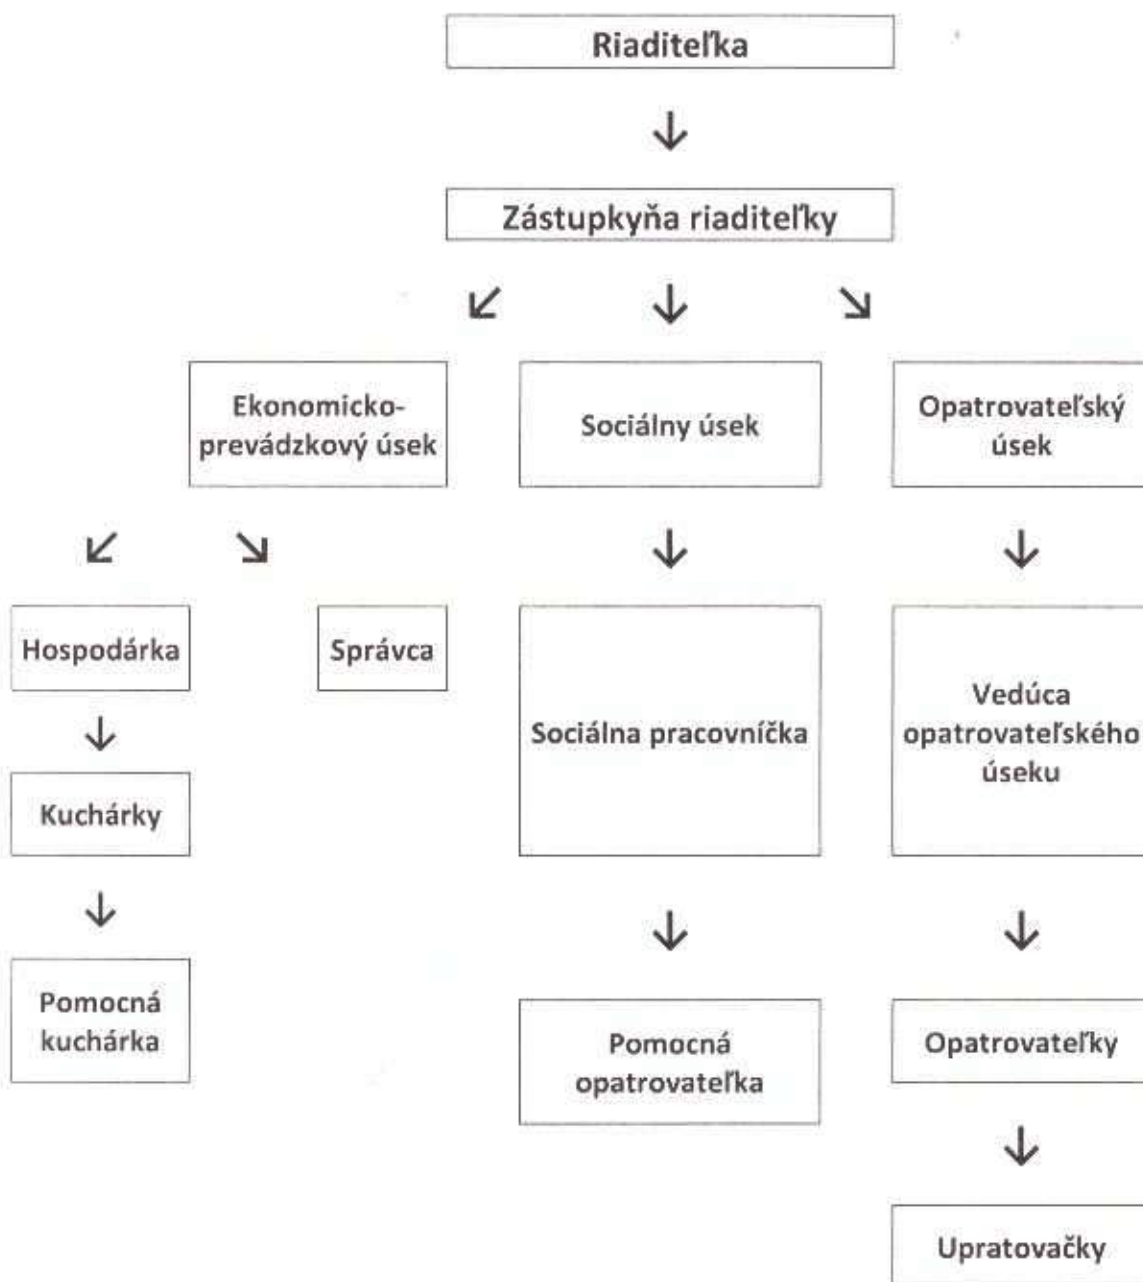 Riaditeľka
Zástupkyňa riaditeľky
Ekonomicko-
prevádzkový úsek
Sociálny úsek
Opatrovateľský
úsek
Hospodárka
Správca
Sociálna pracovníčka
Vedúca
opatrovateľského
úseku
Kuchárky
Pomocná
kuchárka
Pomocná
opatrovateľka
Opatrovateľky
Upratovačky